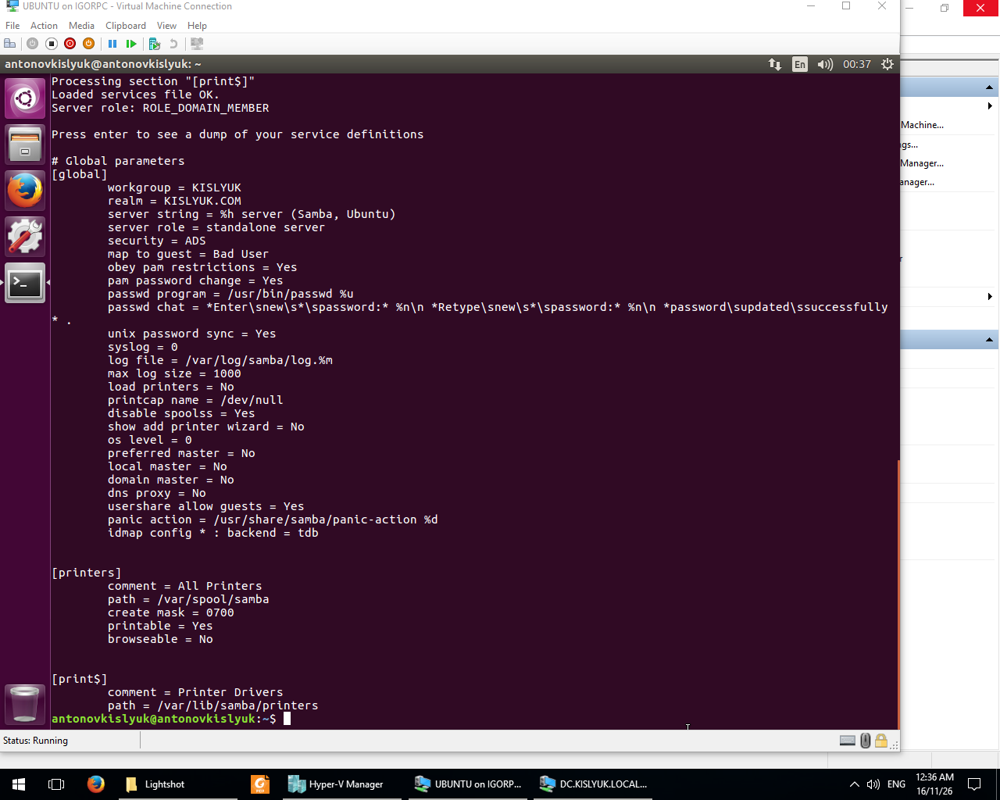 UBUNTU on IGORPC - Virtual Machine Connection
File Action Media Clipboard View Help
antonovkislyuk@antonovkislyuk: ~
En 00:37
Processing section "[print$]"
Loaded services file OK.
Server role: ROLE_DOMAIN_MEMBER
Press enter to see a dump of your service definitions
# Global parameters
[global]
workgroup = KISLYUK
realm = KISLYUK.COM
server string = %h server (Samba, Ubuntu)
server role = standalone server
security = ADS
map to guest = Bad User
obey pam restrictions = Yes
pam password change = Yes
passwd program = /usr/bin/passwd %u
passwd chat = *Enter\snew\s*\spassword:* %n\n *Retype\snew\s*\spassword:* %n\n *password\supdated\ssuccessfully
* .
unix password sync = Yes
syslog = 0
log file = /var/log/samba/log.%m
max log size = 1000
load printers = No
printcap name = /dev/null
disable spoolss = Yes
show add printer wizard = No
os level = 0
preferred master = No
local master = No
domain master = No
dns proxy = No
usershare allow guests = Yes
panic action = /usr/share/samba/panic-action %d
idmap config * : backend = tdb
[printers]
comment = All Printers
path = /var/spool/samba
create mask = 0700
printable = Yes
browseable = No
[print$]
comment = Printer Drivers
path = /var/lib/samba/printers
antonovkislyuk@antonovkislyuk:~$
Machine...
gs...
Manager...
anager...
r
Status: Running
Lightshot
PDF
Hyper-V Manager
UBUNTU on IGORP...
DC.KISLYUK.LOCAL...
ENG
12:36 AM
16/11/26